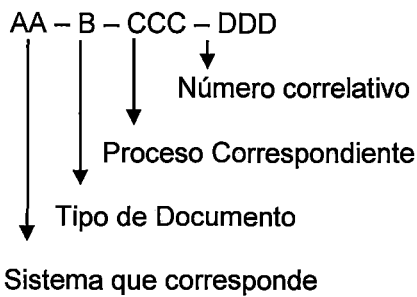 AA – B – CCC – DDD
Número correlativo
Proceso Correspondiente
Tipo de Documento
Sistema que corresponde